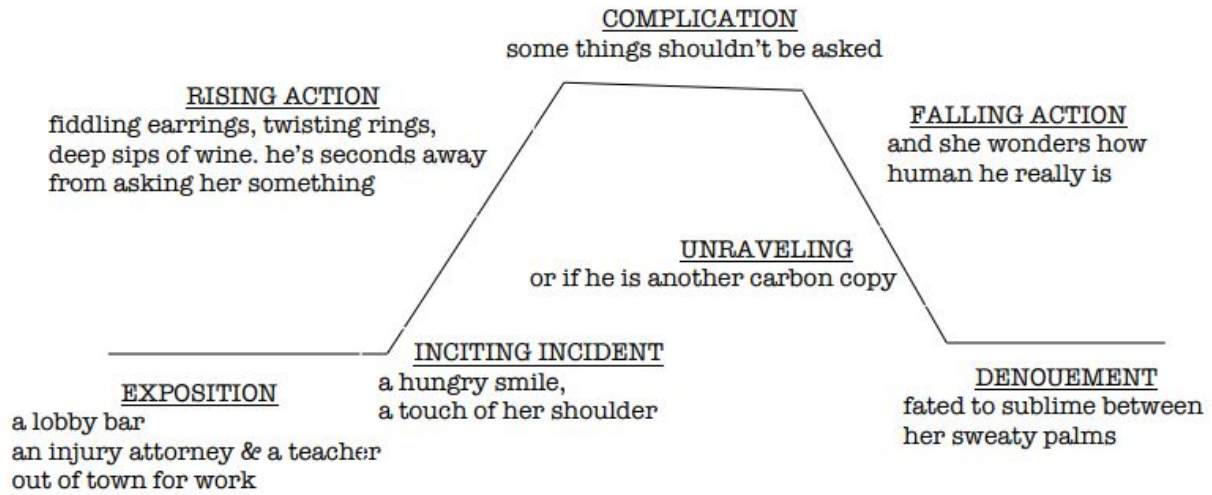 COMPLICATION
some things shouldn't be asked
RISING ACTION
fiddling earrings, twisting rings,
deep sips of wine. he's seconds away
from asking her something
FALLING ACTION
and she wonders how
human he really is
UNRAVELING
or if he is another carbon copy
INCITING INCIDENT
a hungry smile,
a touch of her shoulder
EXPOSITION
a lobby bar
an injury attorney & a teacher
out of town for work
DENOUEMENT
fated to sublime between
her sweaty palms